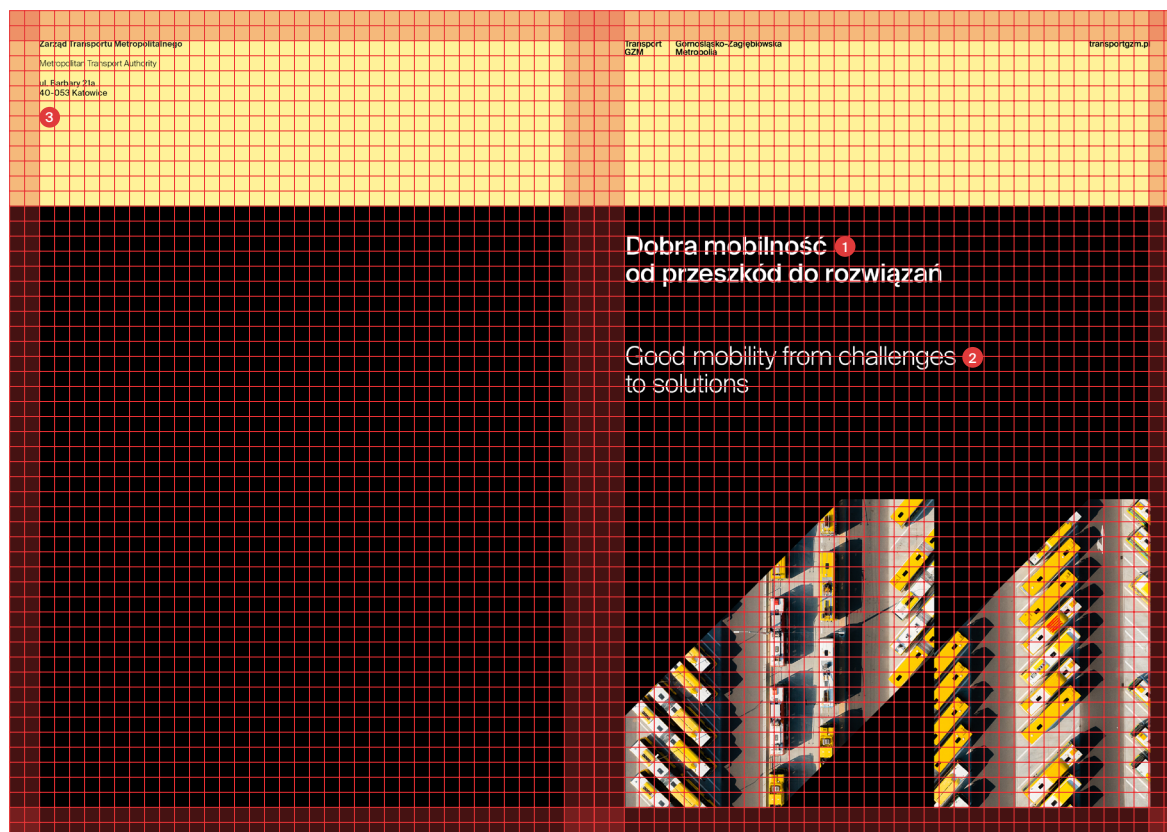 Zarząd Transportu Metropolitalnego
Metropolitan Transport Authority
ul. Barbary 21a
40-053 Katowice
3
Transport
GZM
Górnośląsko-Zagłębiowska
Metropolia
transportgzm.pl
Dobra mobilność 1
od przeszkód do rozwiązań
Good mobility from challenges 2
to solutions